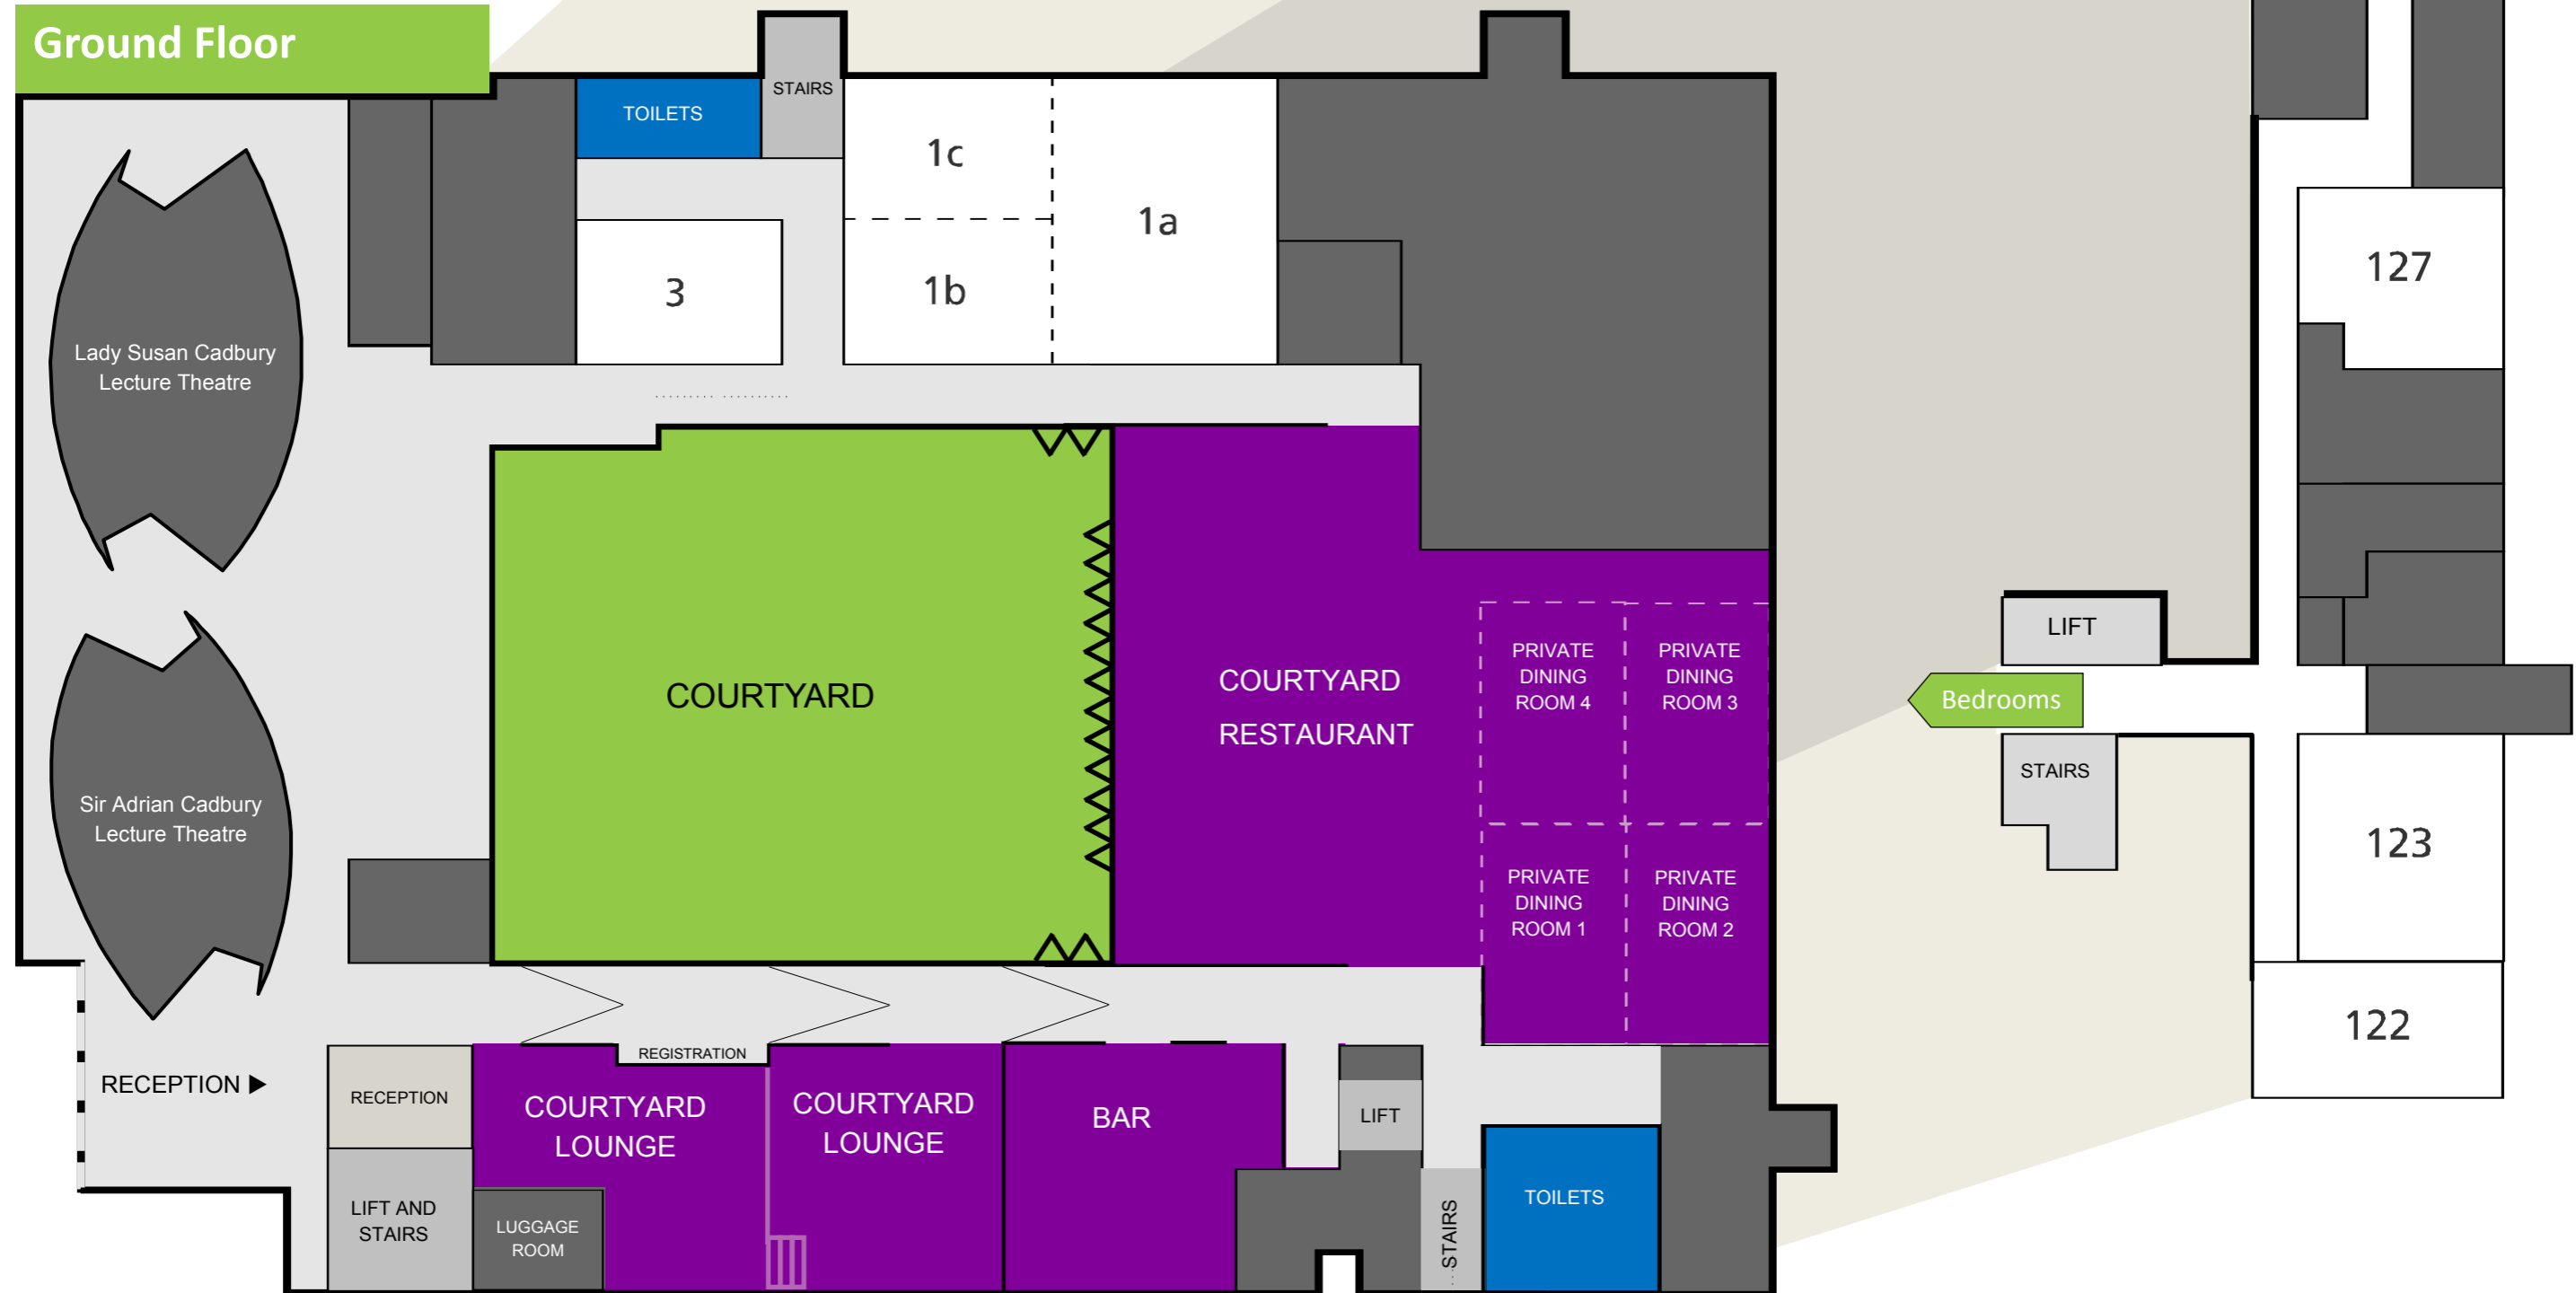 Ground Floor
TOILETS
STAIRS
1c
1a
1b
3
127
Lady Susan Cadbury
Lecture Theatre
COURTYARD
COURTYARD
RESTAURANT
PRIVATE
DINING
ROOM 4
PRIVATE
DINING
ROOM 3
LIFT
Bedrooms
STAIRS
Sir Adrian Cadbury
Lecture Theatre
PRIVATE
DINING
ROOM 1
PRIVATE
DINING
ROOM 2
123
122
REGISTRATION
RECEPTION ▶
RECEPTION
COURTYARD
LOUNGE
COURTYARD
LOUNGE
BAR
LIFT
LIFT AND
STAIRS
LUGGAGE
ROOM
STAIRS
TOILETS